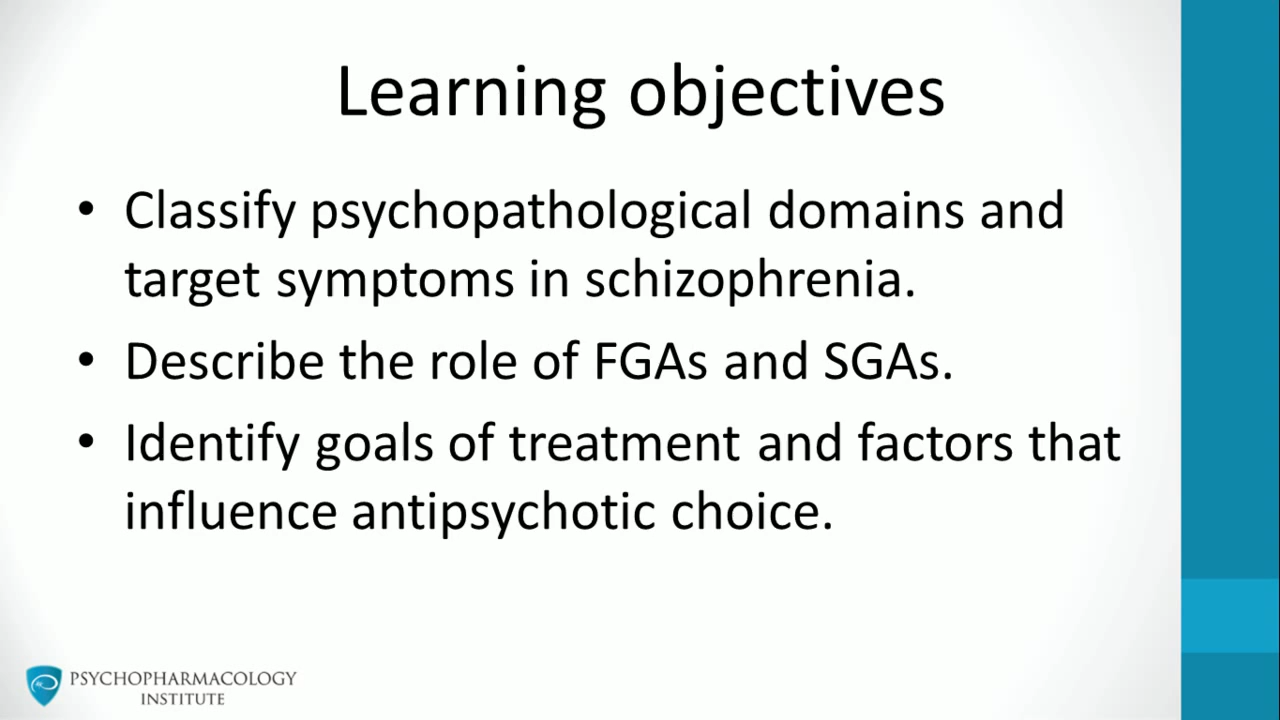 Learning objectives
• Classify psychopathological domains and
target symptoms in schizophrenia.
• Describe the role of FGAs and SGAs.
• Identify goals of treatment and factors that
influence antipsychotic choice.
PSYCHOPHARMACOLOGY
INSTITUTE